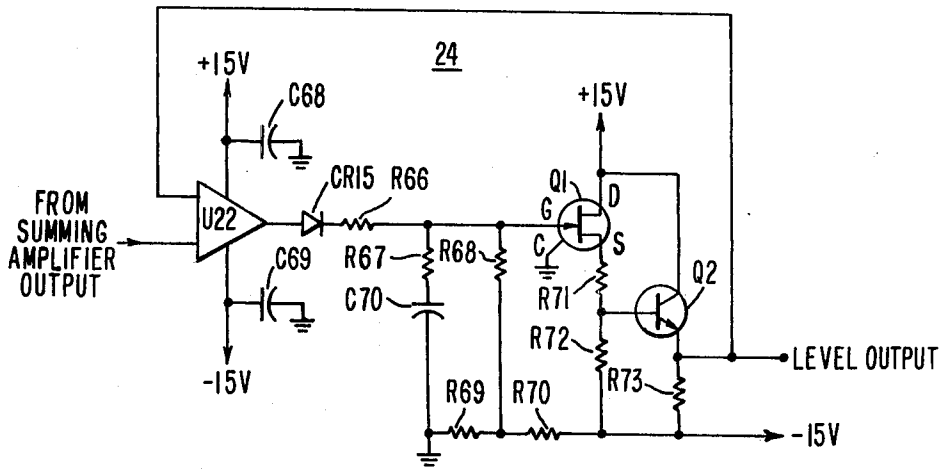 24
+15V
C68
+15V
CR15
R66
Q1
D
G
U22
FROM
SUMMING
AMPLIFIER
OUTPUT
C
S
R67
R68
C69
R71
Q2
C70
R72
-15V
R73
LEVEL OUTPUT
R69
R70
-15V